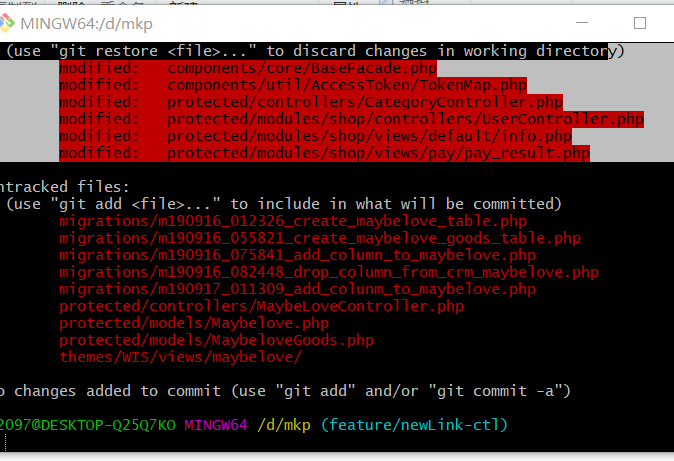 MINGW64:/d/mkp
(use "git restore <file>..." to discard changes in working directory)
modified:   components/core/BaseFacade.php
modified:   components/util/AccessToken/TokenMap.php
modified:   protected/controllers/CategoryController.php
modified:   protected/modules/shop/controllers/UserController.php
modified:   protected/modules/shop/views/default/info.php
modified:   protected/modules/shop/views/pay/pay_result.php
ntracked files:
(use "git add <file>..." to include in what will be committed)
migrations/m190916_012326_create_maybelove_table.php
migrations/m190916_055821_create_maybelove_goods_table.php
migrations/m190916_075841_add_column_to_maybelove.php
migrations/m190916_082448_drop_column_from_crm_maybelove.php
migrations/m190917_011309_add_colunm_to_maybelove.php
protected/controllers/MaybeLoveController.php
protected/models/Maybelove.php
protected/models/MaybeloveGoods.php
themes/WIS/views/maybelove/
o changes added to commit (use "git add" and/or "git commit -a")
2097@DESKTOP-Q25Q7KO MINGW64 /d/mkp (feature/newLink-ctl)